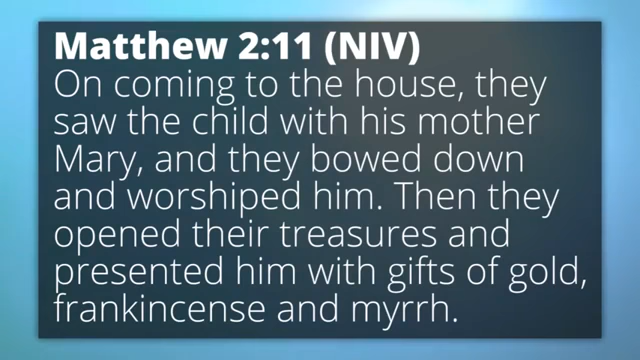 Matthew 2:11 (NIV)
On coming to the house, they
saw the child with his mother
Mary, and they bowed down
and worshiped him. Then they
opened their treasures and
presented him with gifts of gold,
frankincense and myrrh.